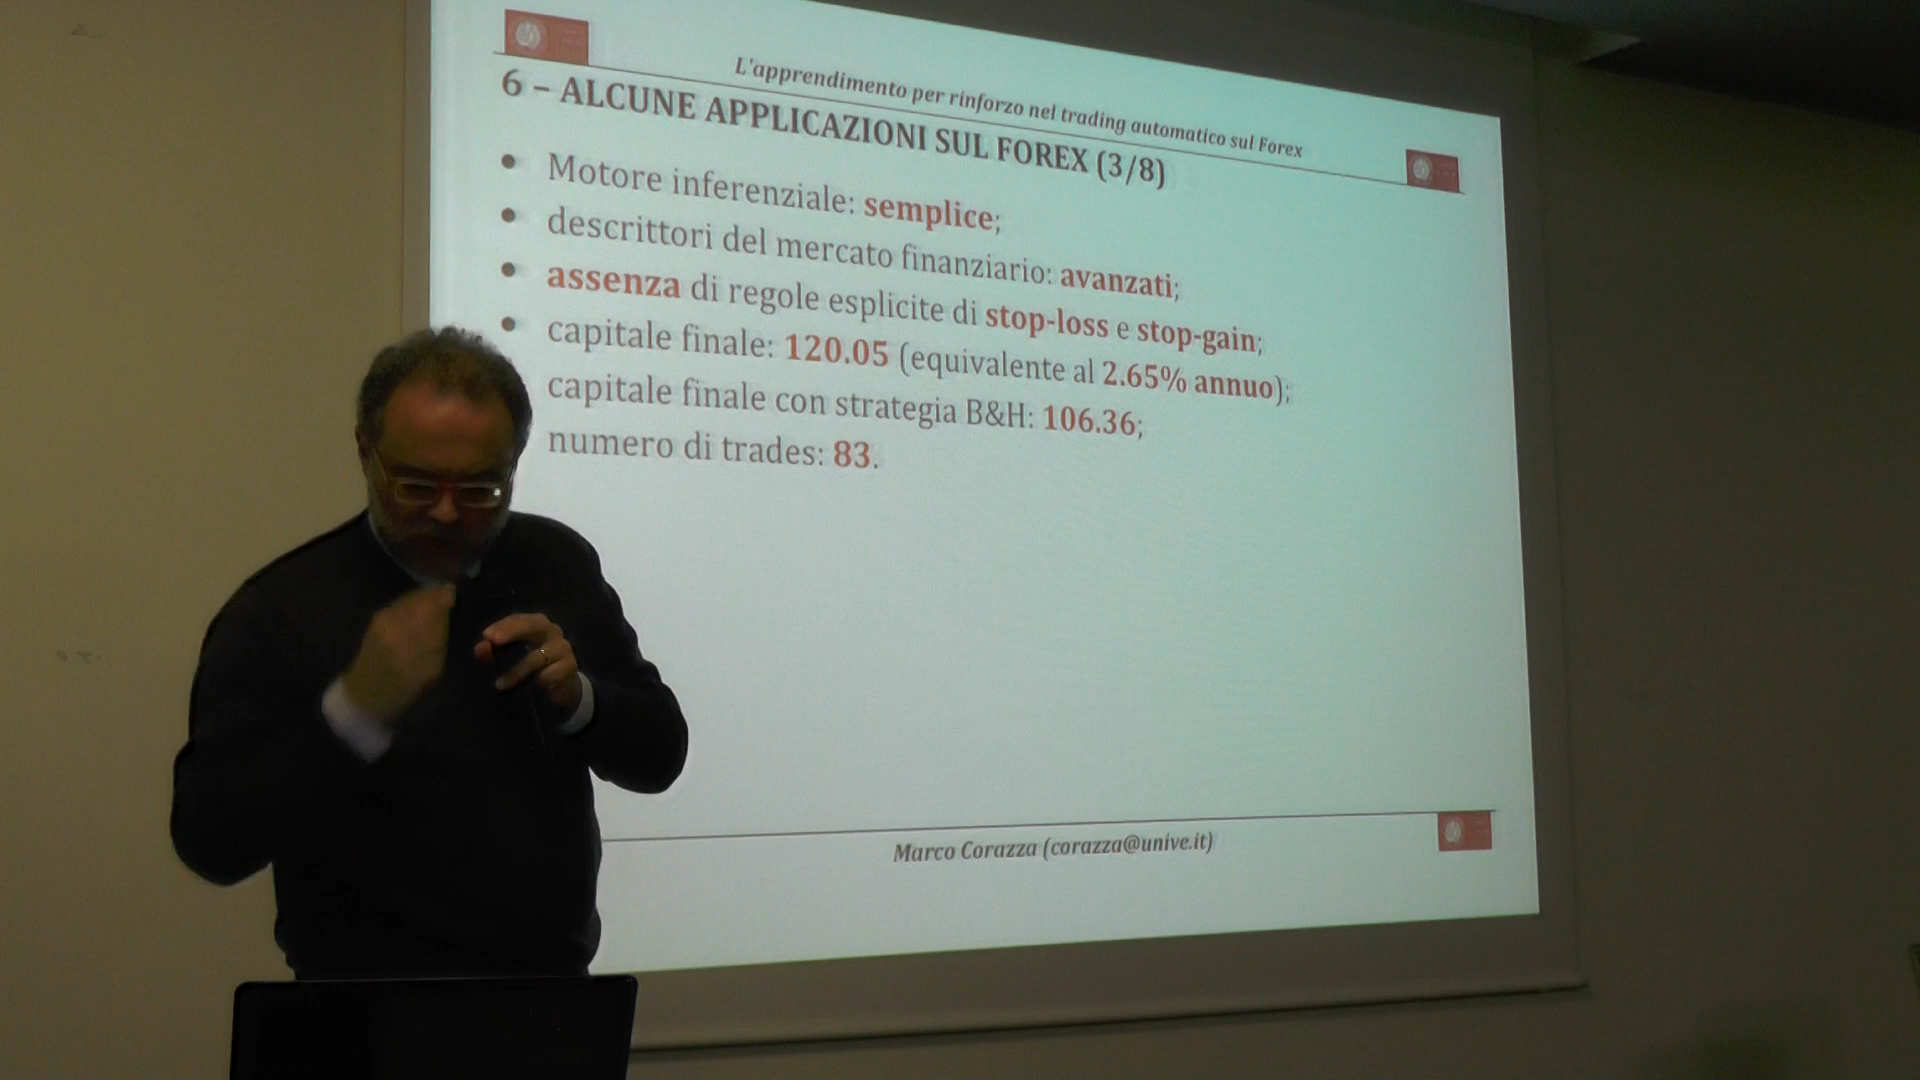 L'apprendimento per rinforzo nel trading automatico sul Forex
6 – ALCUNE APPLICAZIONI SUL FOREX (3/8)
• Motore inferenziale: semplice;
• descrittori del mercato finanziario: avanzati;
• assenza di regole esplicite di stop-loss e stop-gain;
• capitale finale: 120.05 (equivalente al 2.65% annuo);
capitale finale con strategia B&H: 106.36;
numero di trades: 83.
Marco Corazza (corazza@unive.it)